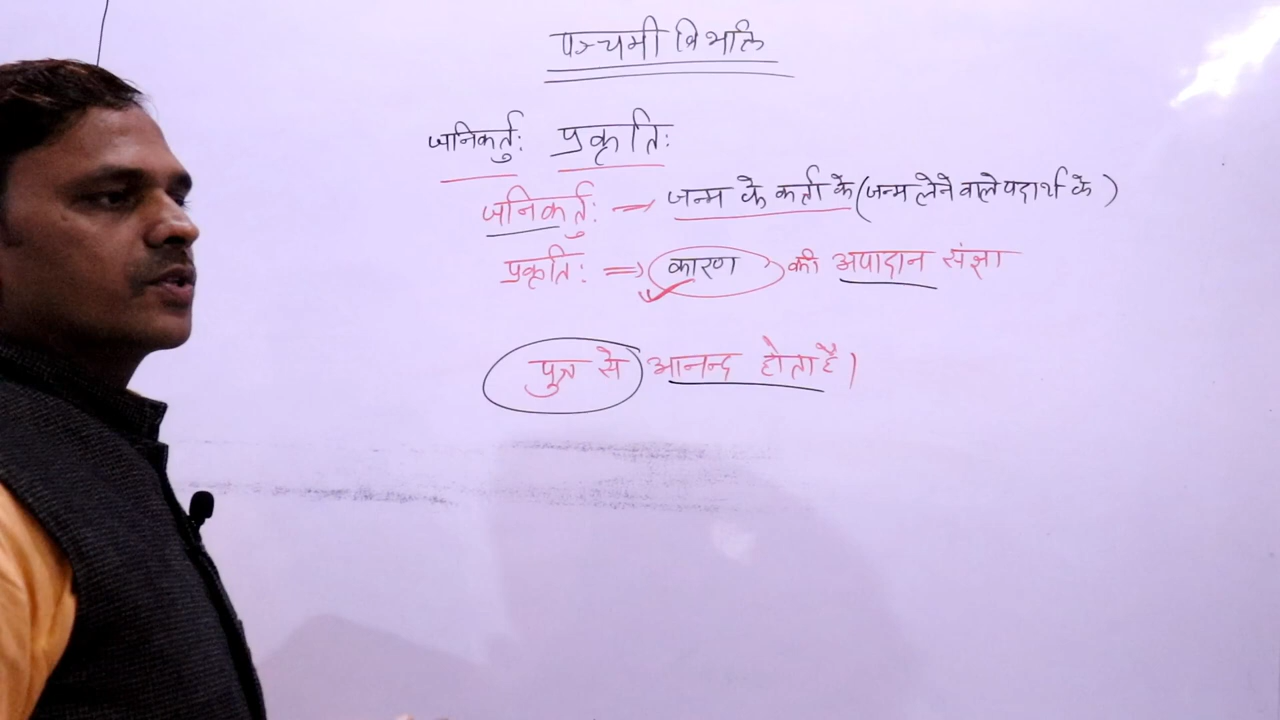 पञ्चमी विभक्ति
जनिकर्तुः प्रकृतिः
जनिकर्तुः → जन्म के कर्ता के (जन्म लेने वाले पदार्थ के )
प्रकृतिः ⇒ कारण की अपादान संज्ञा
पुत्र से आनन्द होता है।